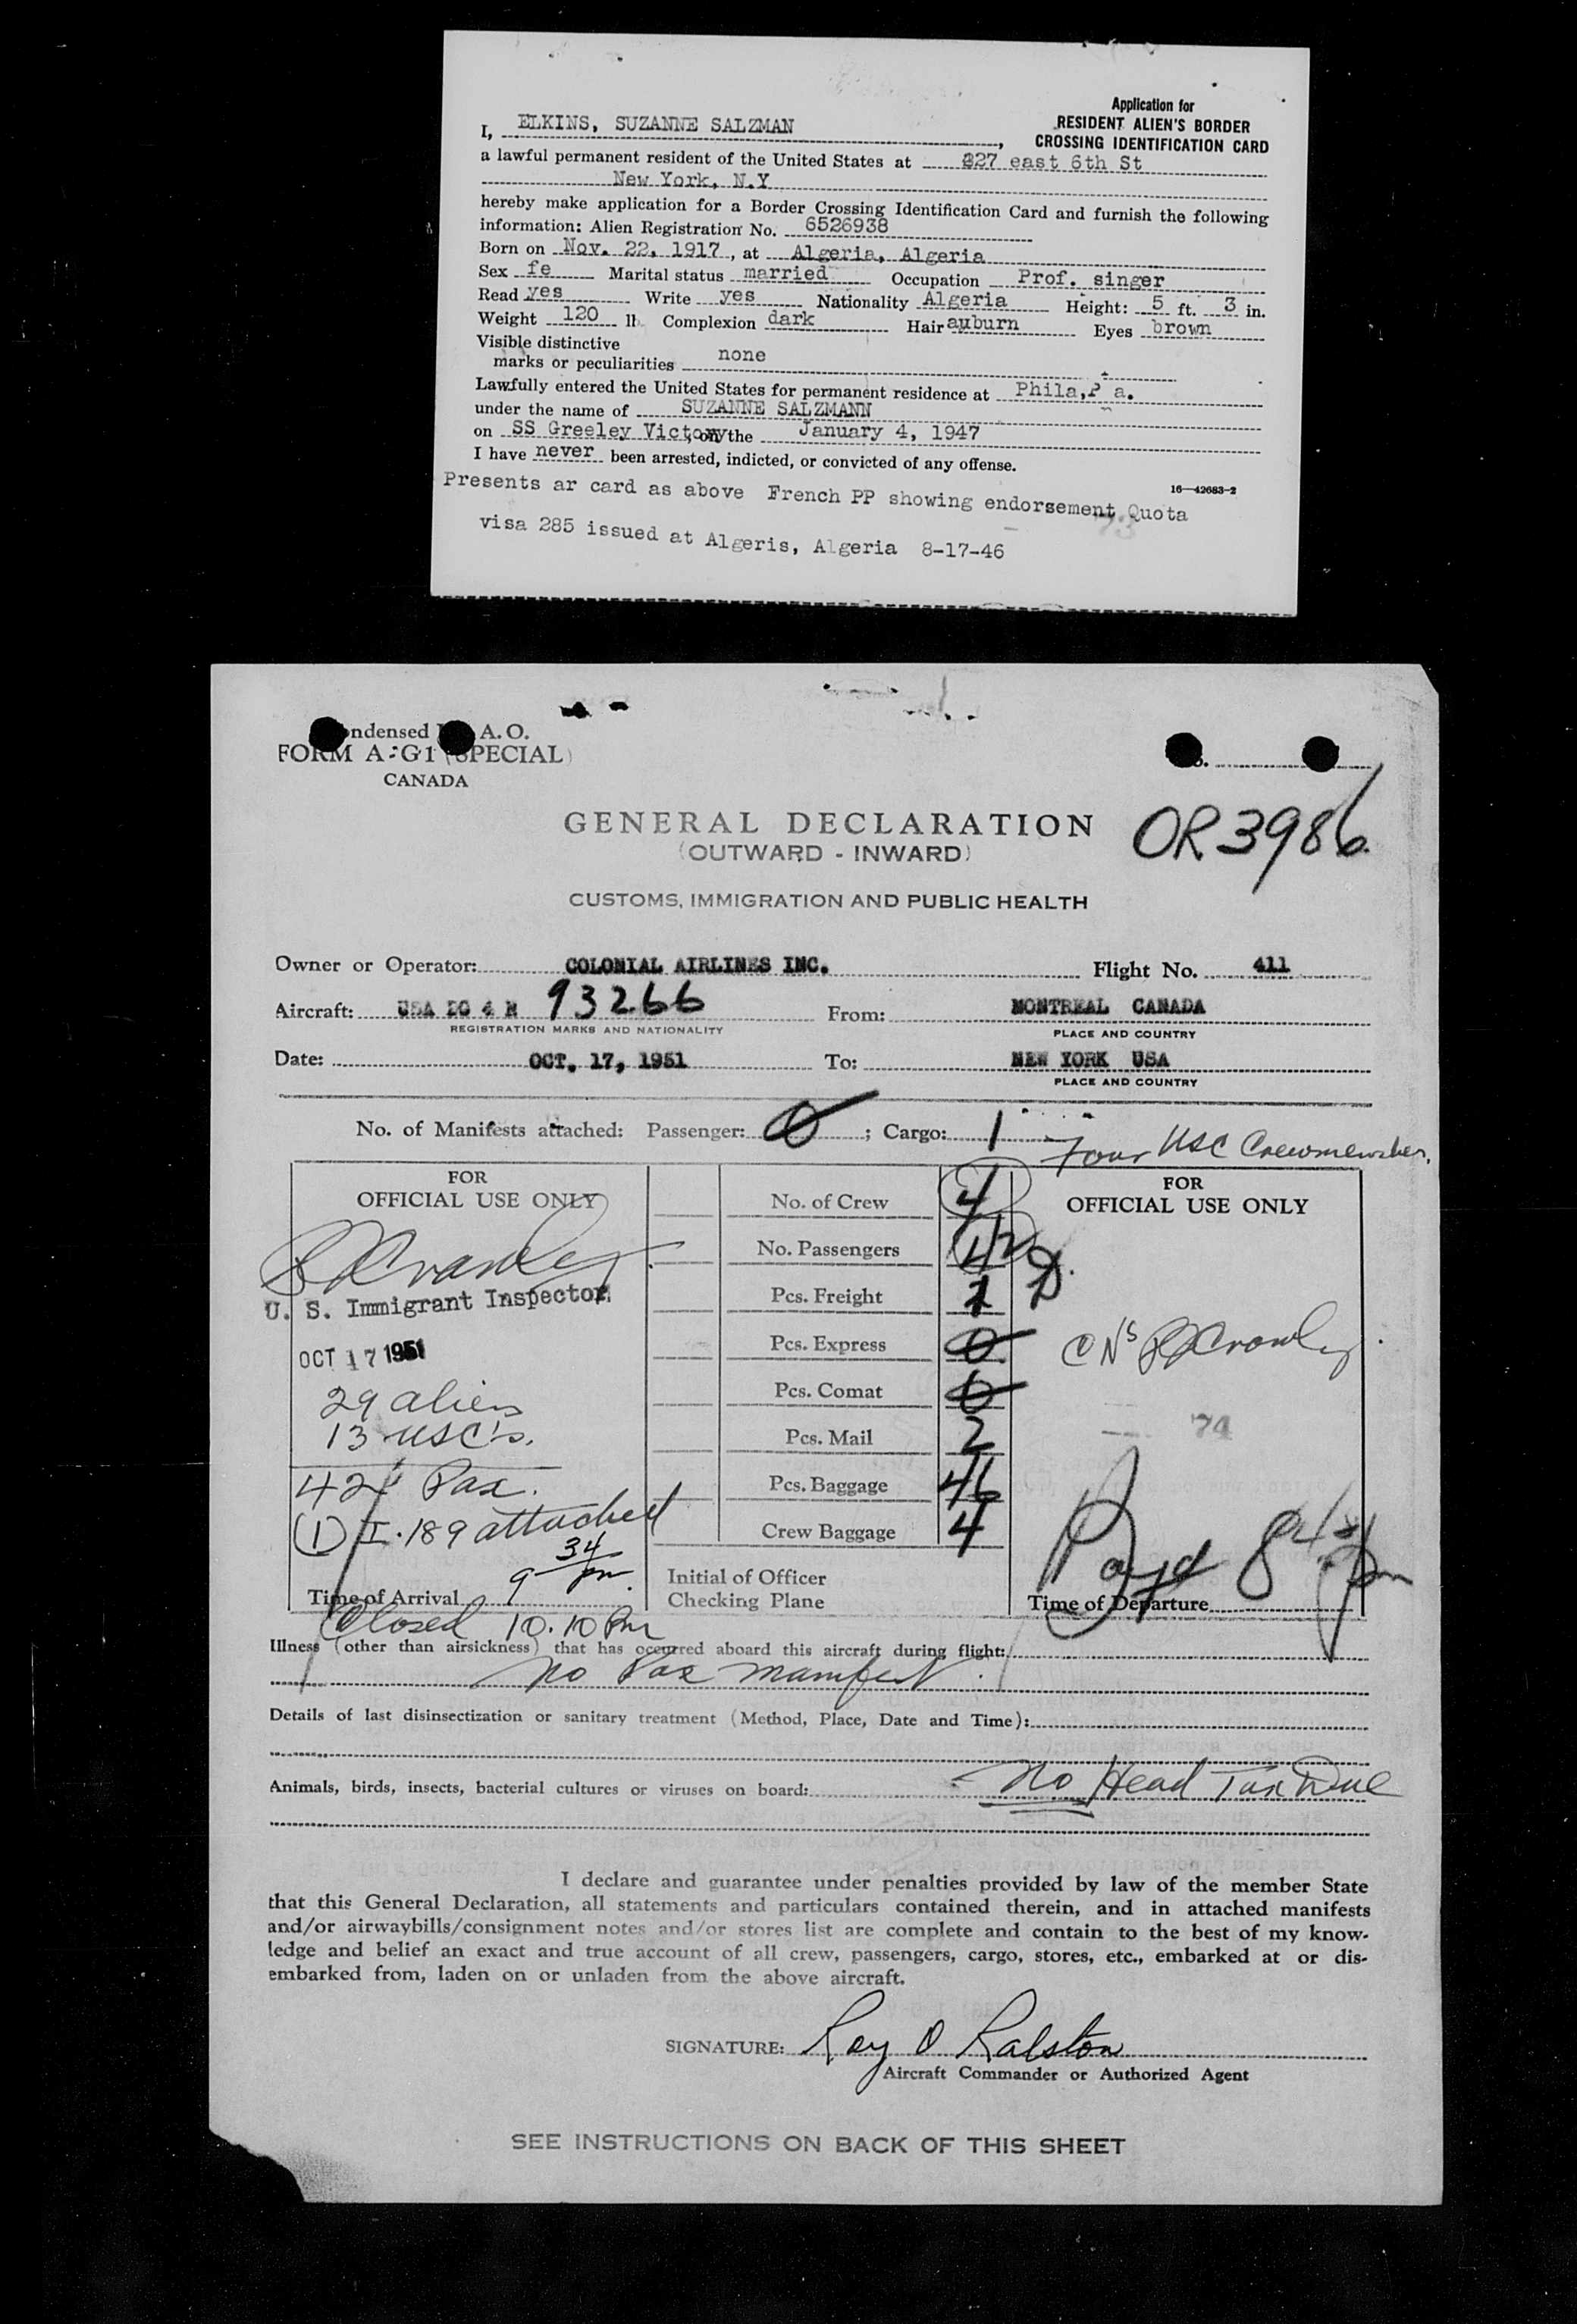 Application for
RESIDENT ALIEN'S BORDER
CROSSING IDENTIFICATION CARD
I, ELKINS, SUZANNE SALZMAN,
a lawful permanent resident of the United States at 327 east 6th St
New York, N.Y
hereby make application for a Border Crossing Identification Card and furnish the following
information: Alien Registration No. 6526938
Born on Nov. 22, 1917, at Algeria, Algeria
Sex fe Marital status married Occupation Prof. singer
Read yes Write yes Nationality Algeria Height: 5 ft. 3 in.
Weight 120 lb Complexion dark Hair auburn Eyes brown
Visible distinctive
marks or peculiarities none
Lawfully entered the United States for permanent residence at Phila,P a.
under the name of SUZANNE SALZMANN
on SS Greeley Victory, on the January 4, 1947
I have never been arrested, indicted, or convicted of any offense.
16—42683-2
Presents ar card as above French PP showing endorsement Quota
visa 285 issued at Algeris, Algeria 8-17-46
ondensed A.O.
FORM A-G1 (SPECIAL)
CANADA
OR 3986
GENERAL DECLARATION
(OUTWARD - INWARD)
CUSTOMS, IMMIGRATION AND PUBLIC HEALTH
Owner or Operator: COLONIAL AIRLINES INC. Flight No. 411
Aircraft: USA DC 4 N 93266 From: MONTREAL CANADA
REGISTRATION MARKS AND NATIONALITY PLACE AND COUNTRY
Date: OCT. 17, 1951 To: NEW YORK USA
PLACE AND COUNTRY
No. of Manifests attached: Passenger: 0; Cargo: 1
Four USC Crewmembers.
FOR
OFFICIAL USE ONLY
U. S. Immigrant Inspector
OCT 17 1951
29 aliens
13 USC's.
42 Pax.
(1) I-189 attached
Time of Arrival 9 34 pm.
Closed 10.10 Pm
No. of Crew 4
No. Passengers 42
Pcs. Freight 1
Pcs. Express 0
Pcs. Comat 0
Pcs. Mail 2
Pcs. Baggage 46
Crew Baggage 4
Initial of Officer
Checking Plane
FOR
OFFICIAL USE ONLY
74
Time of Departure
Illness (other than airsickness) that has occurred aboard this aircraft during flight:
No Pax Manifest
Details of last disinsectization or sanitary treatment (Method, Place, Date and Time):
Animals, birds, insects, bacterial cultures or viruses on board: No Head Tax Due
I declare and guarantee under penalties provided by law of the member State
that this General Declaration, all statements and particulars contained therein, and in attached manifests
and/or airwaybills/consignment notes and/or stores list are complete and contain to the best of my know-
ledge and belief an exact and true account of all crew, passengers, cargo, stores, etc., embarked at or dis-
embarked from, laden on or unladen from the above aircraft.
SIGNATURE: Roy O Ralston
Aircraft Commander or Authorized Agent
SEE INSTRUCTIONS ON BACK OF THIS SHEET